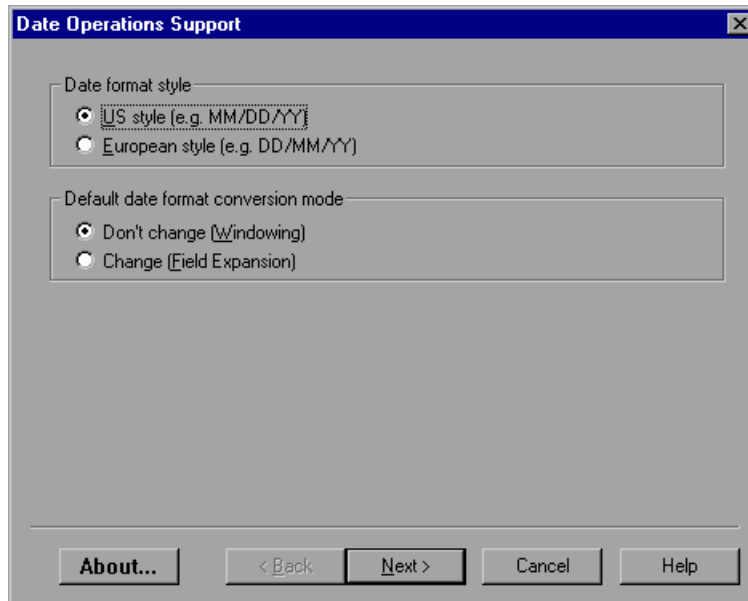 Date Operations Support
Date format style
US style (e.g. MM/DD/YY)
European style (e.g. DD/MM/YY)
Default date format conversion mode
Don't change (Windowing)
Change (Field Expansion)
About... < Back Next > Cancel Help